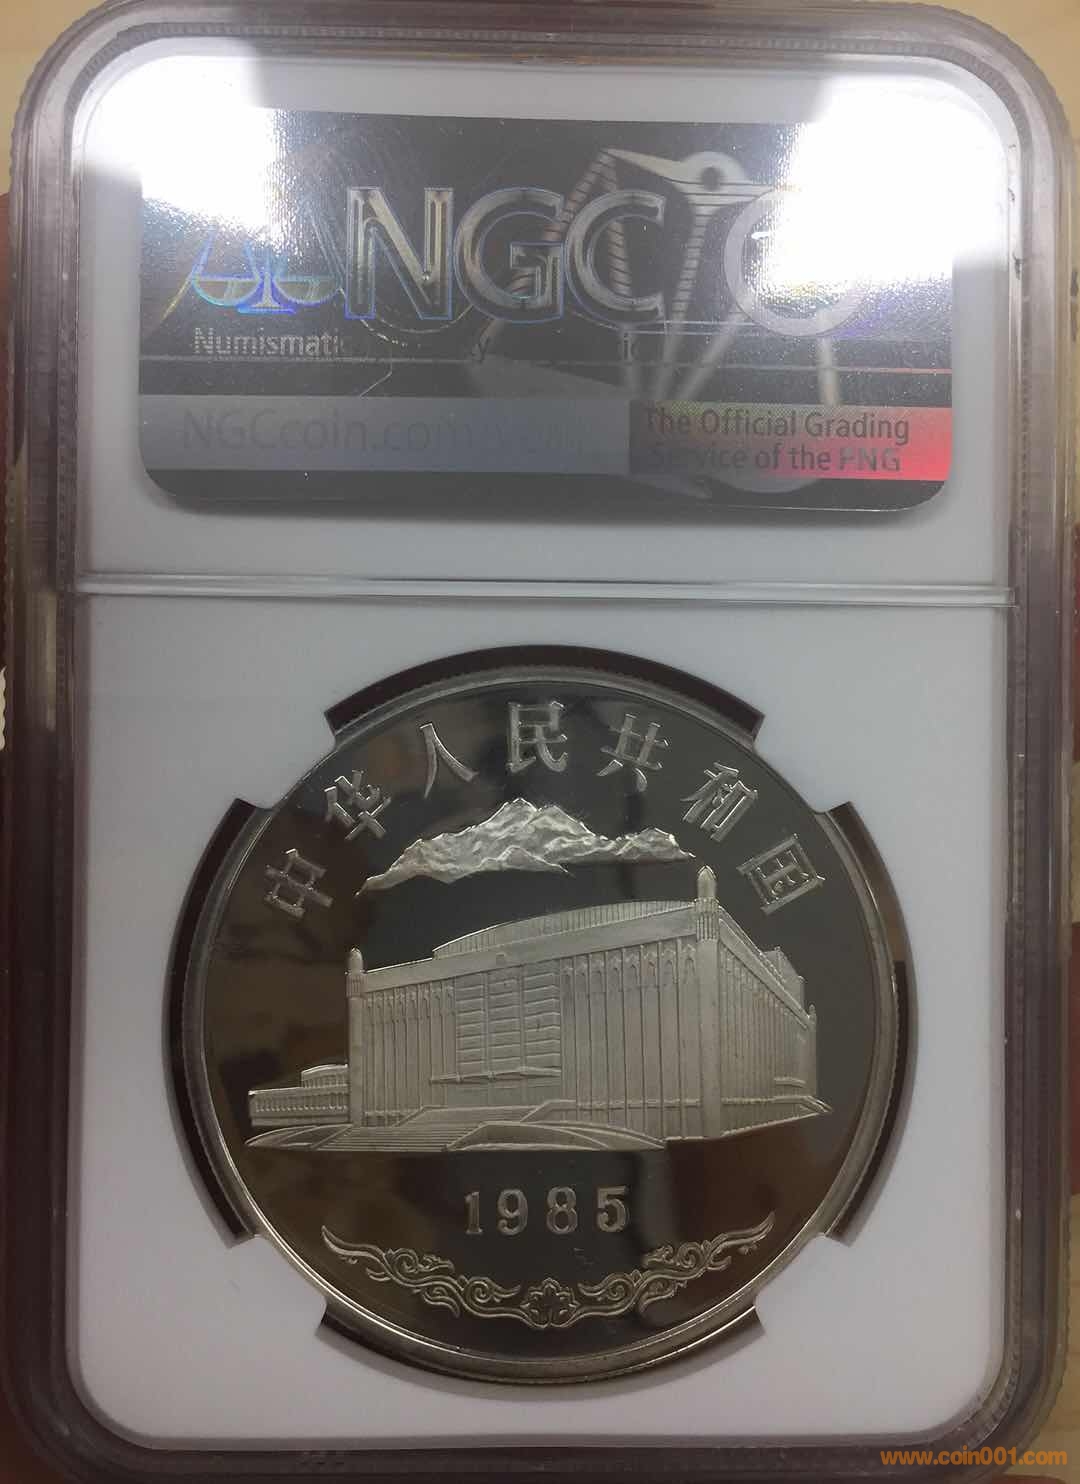 NGC
Numismati
NGCcoin.com
The Official Grading
Service of the PNG
中华人民共和国
1985
www.coin001.com